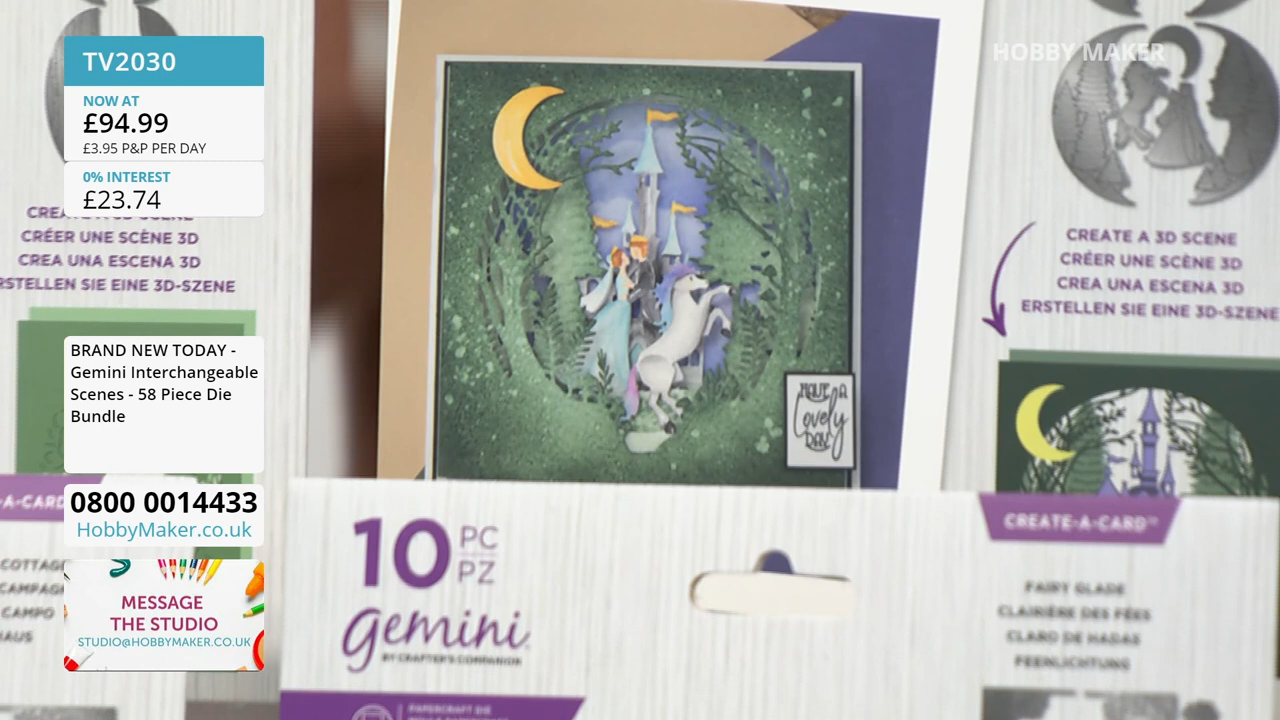 TV2030
NOW AT
£94.99
£3.95 P&P PER DAY
0% INTEREST
£23.74
CRÉER UNE SCÈNE 3D
CREA UNA ESCENA 3D
ERSTELLEN SIE EINE 3D-SZENE
BRAND NEW TODAY -
Gemini Interchangeable
Scenes - 58 Piece Die
Bundle
0800 0014433
HobbyMaker.co.uk
MESSAGE
THE STUDIO
STUDIO@HOBBYMAKER.CO.UK
HAVE A
Lovely
DAY
10 PC
PZ
gemini
BY CRAFTER'S COMPANION
HOBBY MAKER
CREATE A 3D SCENE
CRÉER UNE SCÈNE 3D
CREA UNA ESCENA 3D
ERSTELLEN SIE EINE 3D-SZENE
CREATE-A-CARD™
FAIRY GLADE
CLAIRIÈRE DES FÉES
CLARO DE HADAS
FEENLICHTUNG